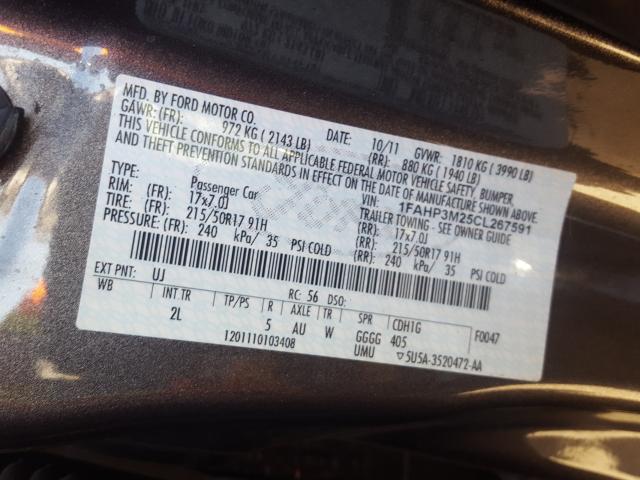 MFD. BY FORD MOTOR CO.
DATE: 10/11 GVWR: 1810 KG (3990 LB)
GAWR: (FR): 972 KG (2143 LB) (RR): 880 KG (1940 LB)
THIS VEHICLE CONFORMS TO ALL APPLICABLE FEDERAL MOTOR VEHICLE SAFETY, BUMPER,
AND THEFT PREVENTION STANDARDS IN EFFECT ON THE DATE OF MANUFACTURE SHOWN ABOVE.
VIN: 1FAHP3M25CL267591
TYPE: Passenger Car TRAILER TOWING - SEE OWNER GUIDE
RIM: (FR): 17x7.0J (RR): 17x7.0J
TIRE: (FR): 215/50R17 91H (RR): 215/50R17 91H
PRESSURE: (FR): 240 kPa/ 35 PSI COLD (RR): 240 kPa/ 35 PSI COLD
EXT PNT: UJ RC: 56 DSO:
WB INT.TR TP/PS R AXLE TR SPR CDH1G F0047
2L 5 AU W GGGG 405
1201110103408 UMU ▽5U5A-3520472-AA